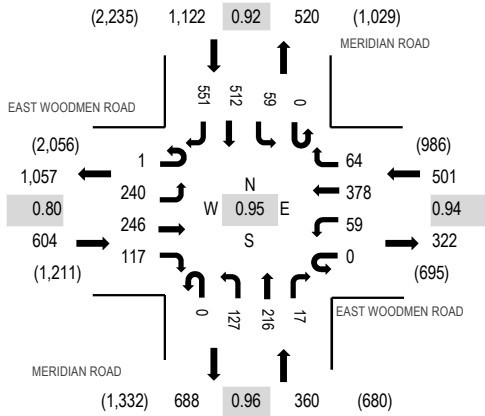 (2,235) 1,122 0.92 520 (1,029)
MERIDIAN ROAD
551 512 59 0
EAST WOODMEN ROAD
(2,056) (986)
1 64
1,057 501
240 378
N
0.80 W 0.95 E 0.94
246 59
S
604 322
117 0
(1,211) (695)
0 127 216 17
EAST WOODMEN ROAD
MERIDIAN ROAD
(1,332) 688 0.96 360 (680)